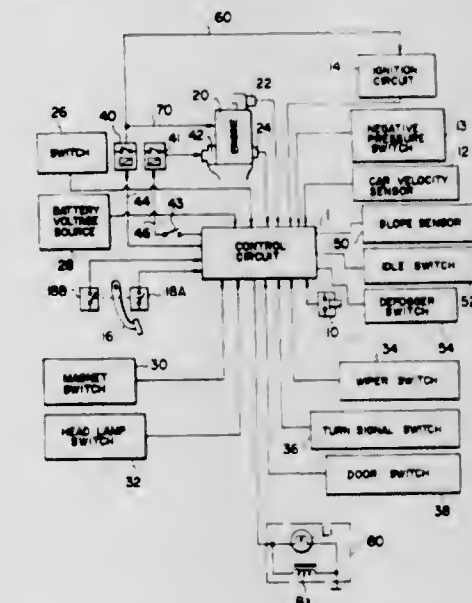 60
14
IGNITION CIRCUIT
20
22
26
40
70
41
42
24
ENGINE
13
NEGATIVE PRESSURE SWITCH
12
SWITCH
CAR VELOCITY SENSOR
44
43
46
1
BATTERY VOLTAGE SOURCE
CONTROL CIRCUIT
SLOPE SENSOR
50
28
IDLE SWITCH
18B
18A
52
DEFOGGER SWITCH
16
10
54
30
34
MAGNET SWITCH
WIPER SWITCH
HEAD LAMP SWITCH
36
TURN SIGNAL SWITCH
32
DOOR SWITCH
38
L1
80